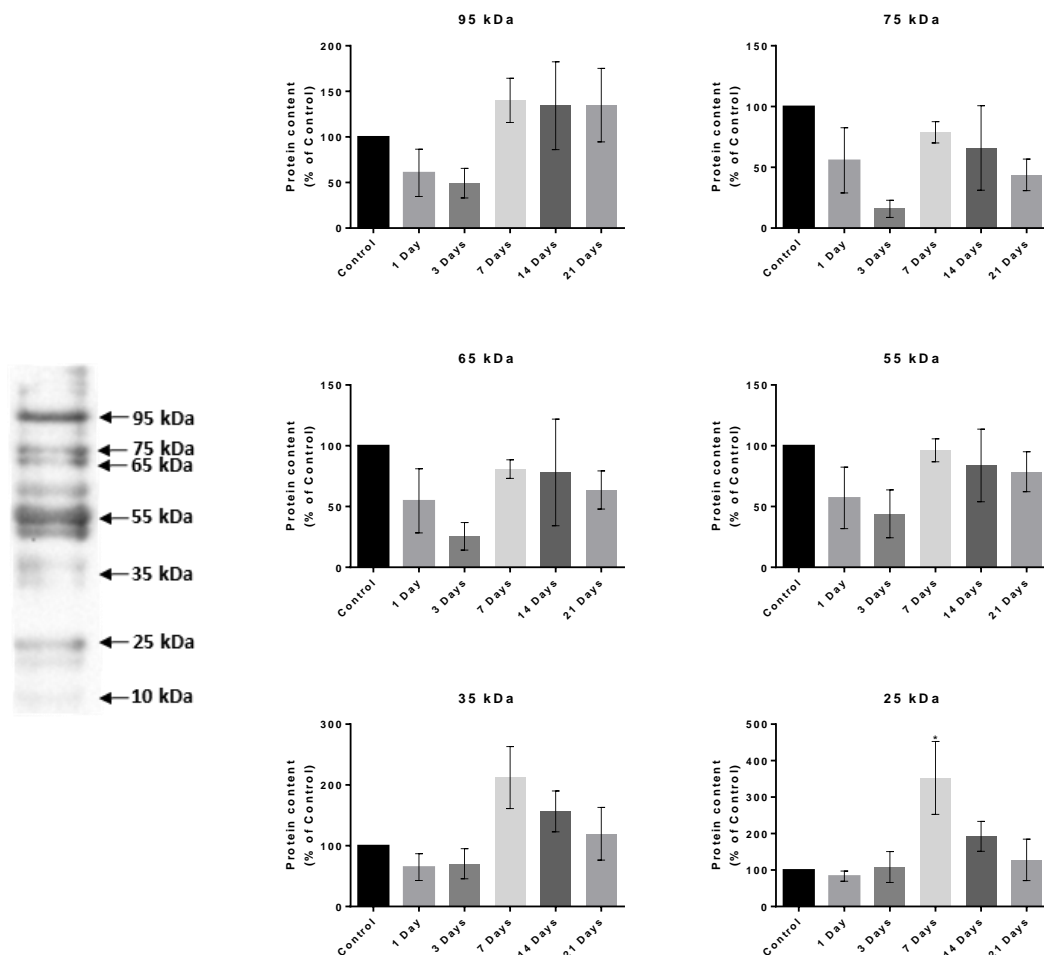 95 kDa
Protein content
(% of Control)
200
150
100
50
0
Control
1 Day
3 Days
7 Days
14 Days
21 Days
75 kDa
Protein content
(% of Control)
150
100
50
0
Control
1 Day
3 Days
7 Days
14 Days
21 Days
95 kDa
75 kDa
65 kDa
55 kDa
35 kDa
25 kDa
10 kDa
65 kDa
Protein content
(% of Control)
150
100
50
0
Control
1 Day
3 Days
7 Days
14 Days
21 Days
55 kDa
Protein content
(% of Control)
150
100
50
0
Control
1 Day
3 Days
7 Days
14 Days
21 Days
35 kDa
Protein content
(% of Control)
300
200
100
0
Control
1 Day
3 Days
7 Days
14 Days
21 Days
25 kDa
Protein content
(% of Control)
500
400
300
200
100
0
*
Control
1 Day
3 Days
7 Days
14 Days
21 Days